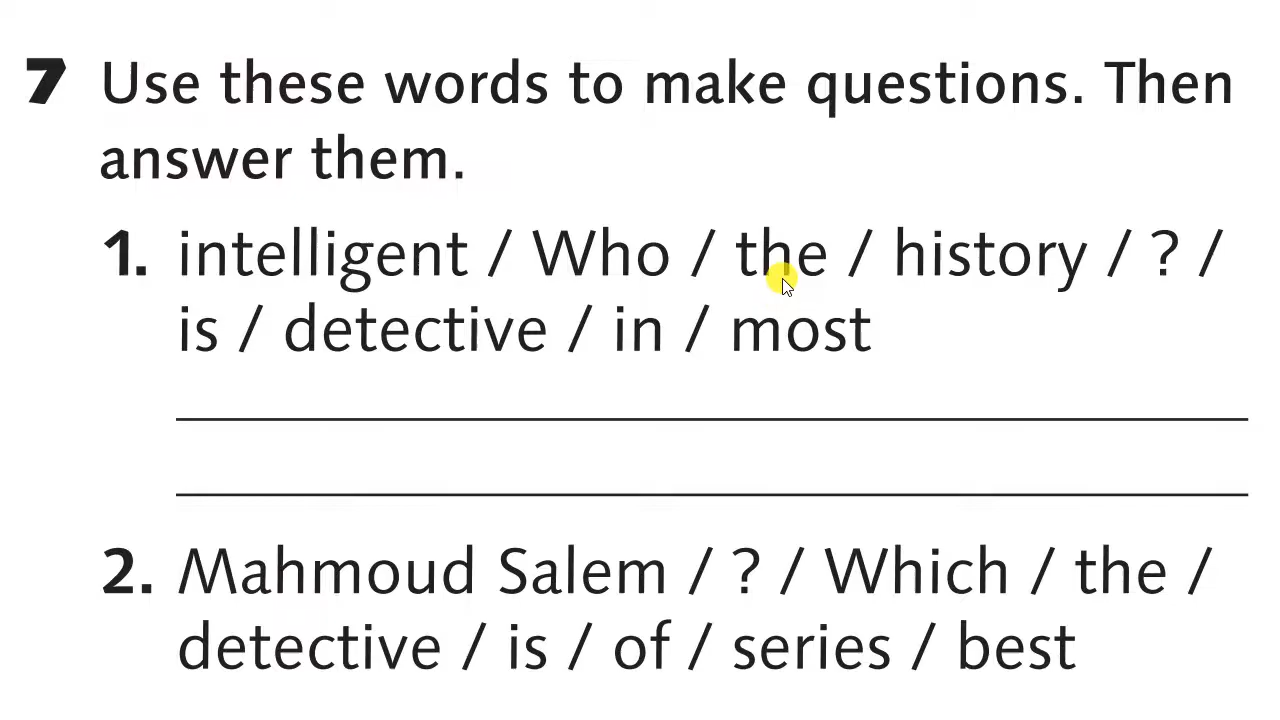 7 Use these words to make questions. Then
answer them.
1. intelligent / Who / the / history / ? /
is / detective / in / most
2. Mahmoud Salem / ? / Which / the /
detective / is / of / series / best